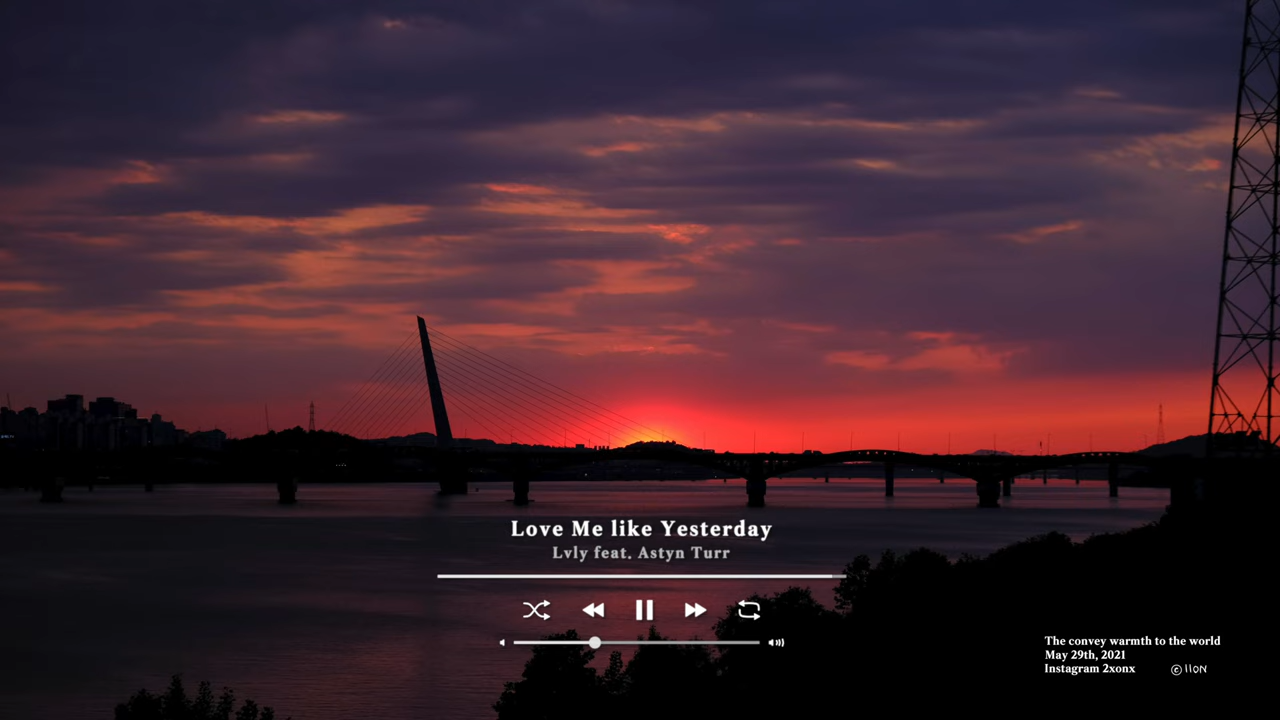 Love Me like Yesterday
Lvly feat. Astyn Turr
The convey warmth to the world
May 29th, 2021
Instagram 2xonx
©llON